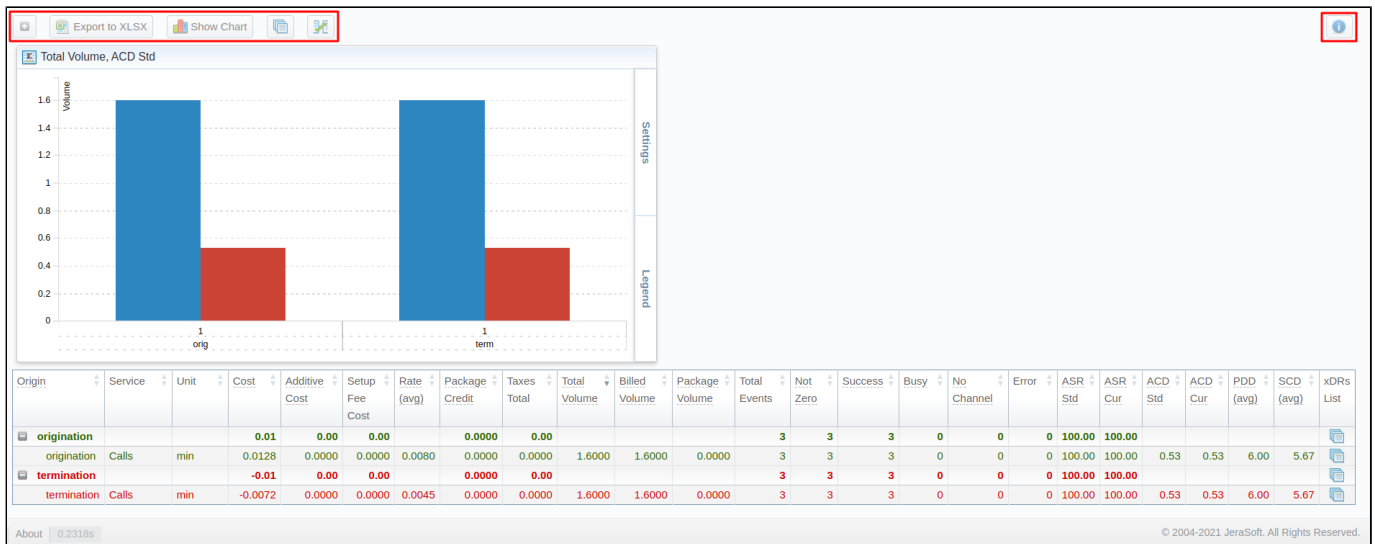 Export to XLSX Show Chart
Total Volume, ACD Std
Volume
1.6
1.4
1.2
1
0.8
0.6
0.4
0.2
0
1 1
orig term
Settings
Legend
Origin Service Unit Cost Additive Cost Setup Fee Cost Rate (avg) Package Credit Taxes Total Total Volume Billed Volume Package Volume Total Events Not Zero Success Busy No Channel Error ASR Std ASR Cur ACD Std ACD Cur PDD (avg) SCD (avg) xDRs List
origination 0.01 0.00 0.00 0.0000 0.00 3 3 3 0 0 0 100.00 100.00
origination Calls min 0.0128 0.0000 0.0000 0.0080 0.0000 0.0000 1.6000 1.6000 0.0000 3 3 3 0 0 0 100.00 100.00 0.53 0.53 6.00 5.67
termination -0.01 0.00 0.00 0.0000 0.00 3 3 3 0 0 0 100.00 100.00
termination Calls min -0.0072 0.0000 0.0000 0.0045 0.0000 0.0000 1.6000 1.6000 0.0000 3 3 3 0 0 0 100.00 100.00 0.53 0.53 6.00 5.67
About 0.2318s © 2004-2021 JeraSoft. All Rights Reserved.